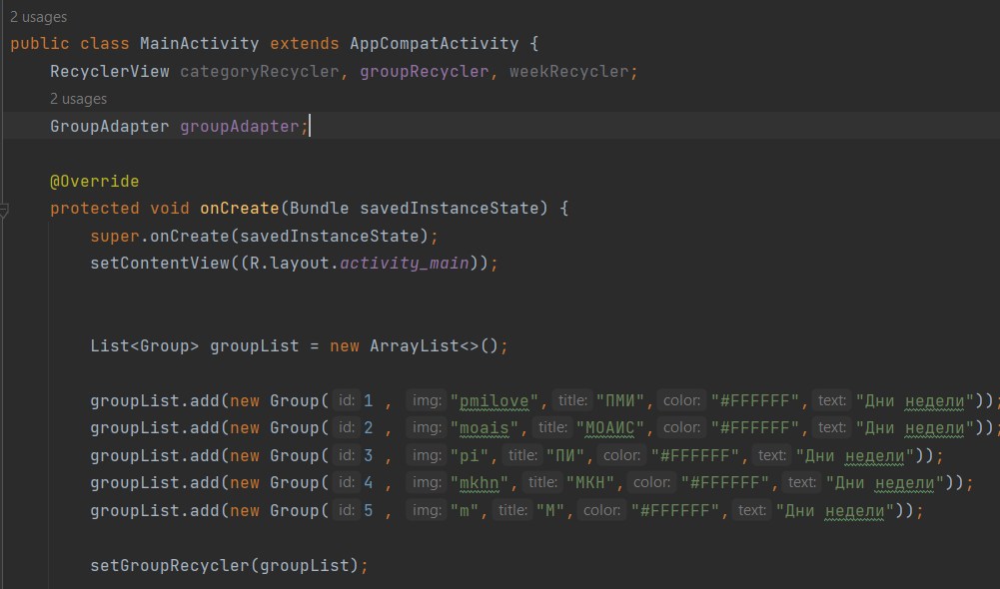 2 usages
public class MainActivity extends AppCompatActivity {
RecyclerView categoryRecycler, groupRecycler, weekRecycler;
2 usages
GroupAdapter groupAdapter;
@Override
protected void onCreate(Bundle savedInstanceState) {
super.onCreate(savedInstanceState);
setContentView((R.layout.activity_main));
List<Group> groupList = new ArrayList<>();
groupList.add(new Group( id: 1 , img: "pmilove", title: "ПМИ", color: "#FFFFFF", text: "Дни недели"));
groupList.add(new Group( id: 2 , img: "moais", title: "МОАИС", color: "#FFFFFF", text: "Дни недели"));
groupList.add(new Group( id: 3 , img: "pi", title: "ПИ", color: "#FFFFFF", text: "Дни недели"));
groupList.add(new Group( id: 4 , img: "mkhn", title: "МКН", color: "#FFFFFF", text: "Дни недели"));
groupList.add(new Group( id: 5 , img: "m", title: "М", color: "#FFFFFF", text: "Дни недели"));
setGroupRecycler(groupList);